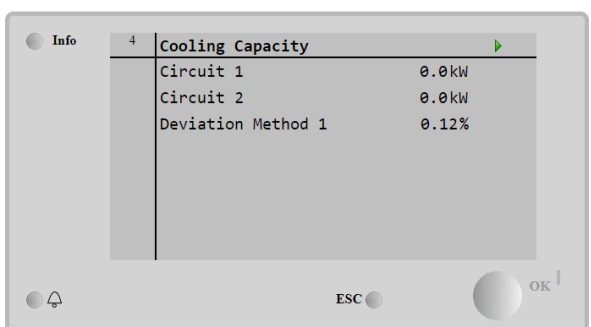 Info
4 Cooling Capacity
Circuit 1 0.0kW
Circuit 2 0.0kW
Deviation Method 1 0.12%
ESC
OK